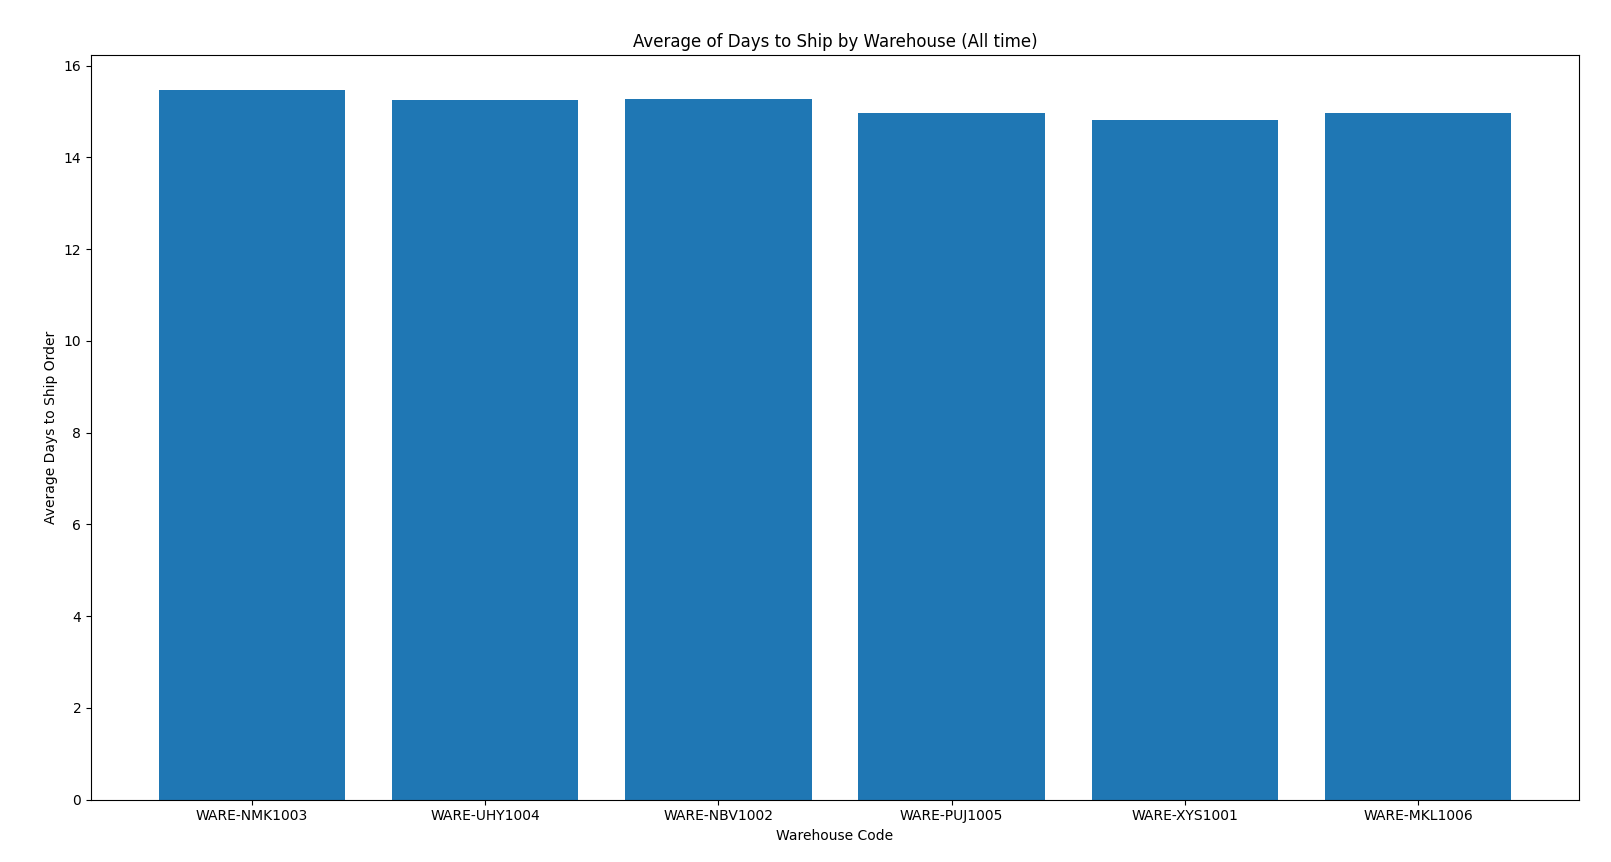 Average of Days to Ship by Warehouse (All time)
16
14
12
10
8
6
4
2
0
Average Days to Ship Order
WARE-NMK1003 WARE-UHY1004 WARE-NBV1002 WARE-PUJ1005 WARE-XYS1001 WARE-MKL1006
Warehouse Code